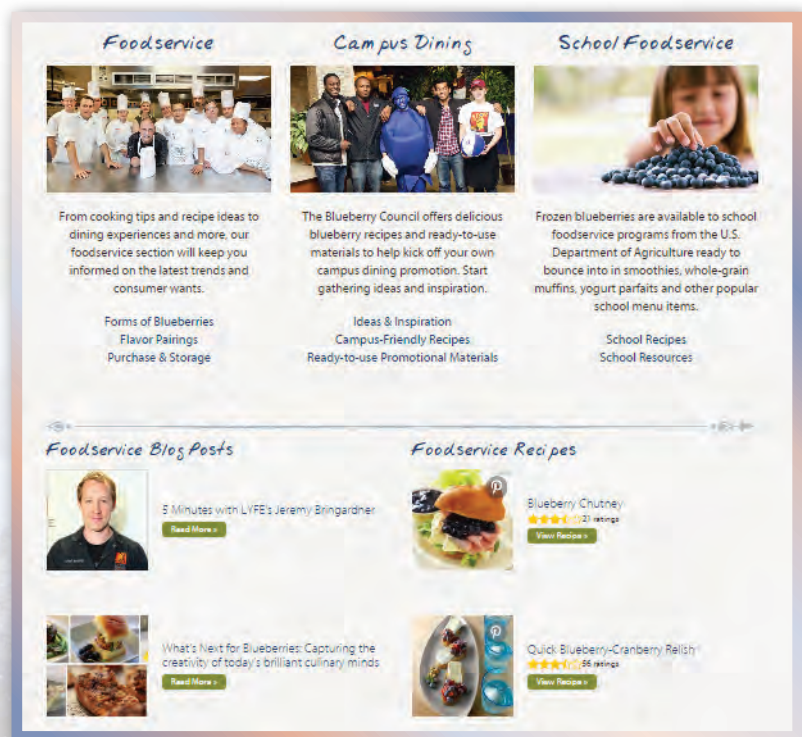 Foodservice
From cooking tips and recipe ideas to
dining experiences and more, our
foodservice section will keep you
informed on the latest trends and
consumer wants.
Forms of Blueberries
Flavor Pairings
Purchase & Storage
Campus Dining
The Blueberry Council offers delicious
blueberry recipes and ready-to-use
materials to help kick off your own
campus dining promotion. Start
gathering ideas and inspiration.
Ideas & Inspiration
Campus-Friendly Recipes
Ready-to-use Promotional Materials
School Foodservice
Frozen blueberries are available to school
foodservice programs from the U.S.
Department of Agriculture ready to
bounce into in smoothies, whole-grain
muffins, yogurt parfaits and other popular
school menu items.
School Recipes
School Resources
Foodservice Blog Posts
5 Minutes with LYFE's Jeremy Bringardner
Read More »
What's Next for Blueberries: Capturing the
creativity of today's brilliant culinary minds
Read More »
Foodservice Recipes
Blueberry Chutney
21 ratings
View Recipe »
Quick Blueberry-Cranberry Relish
56 ratings
View Recipe »